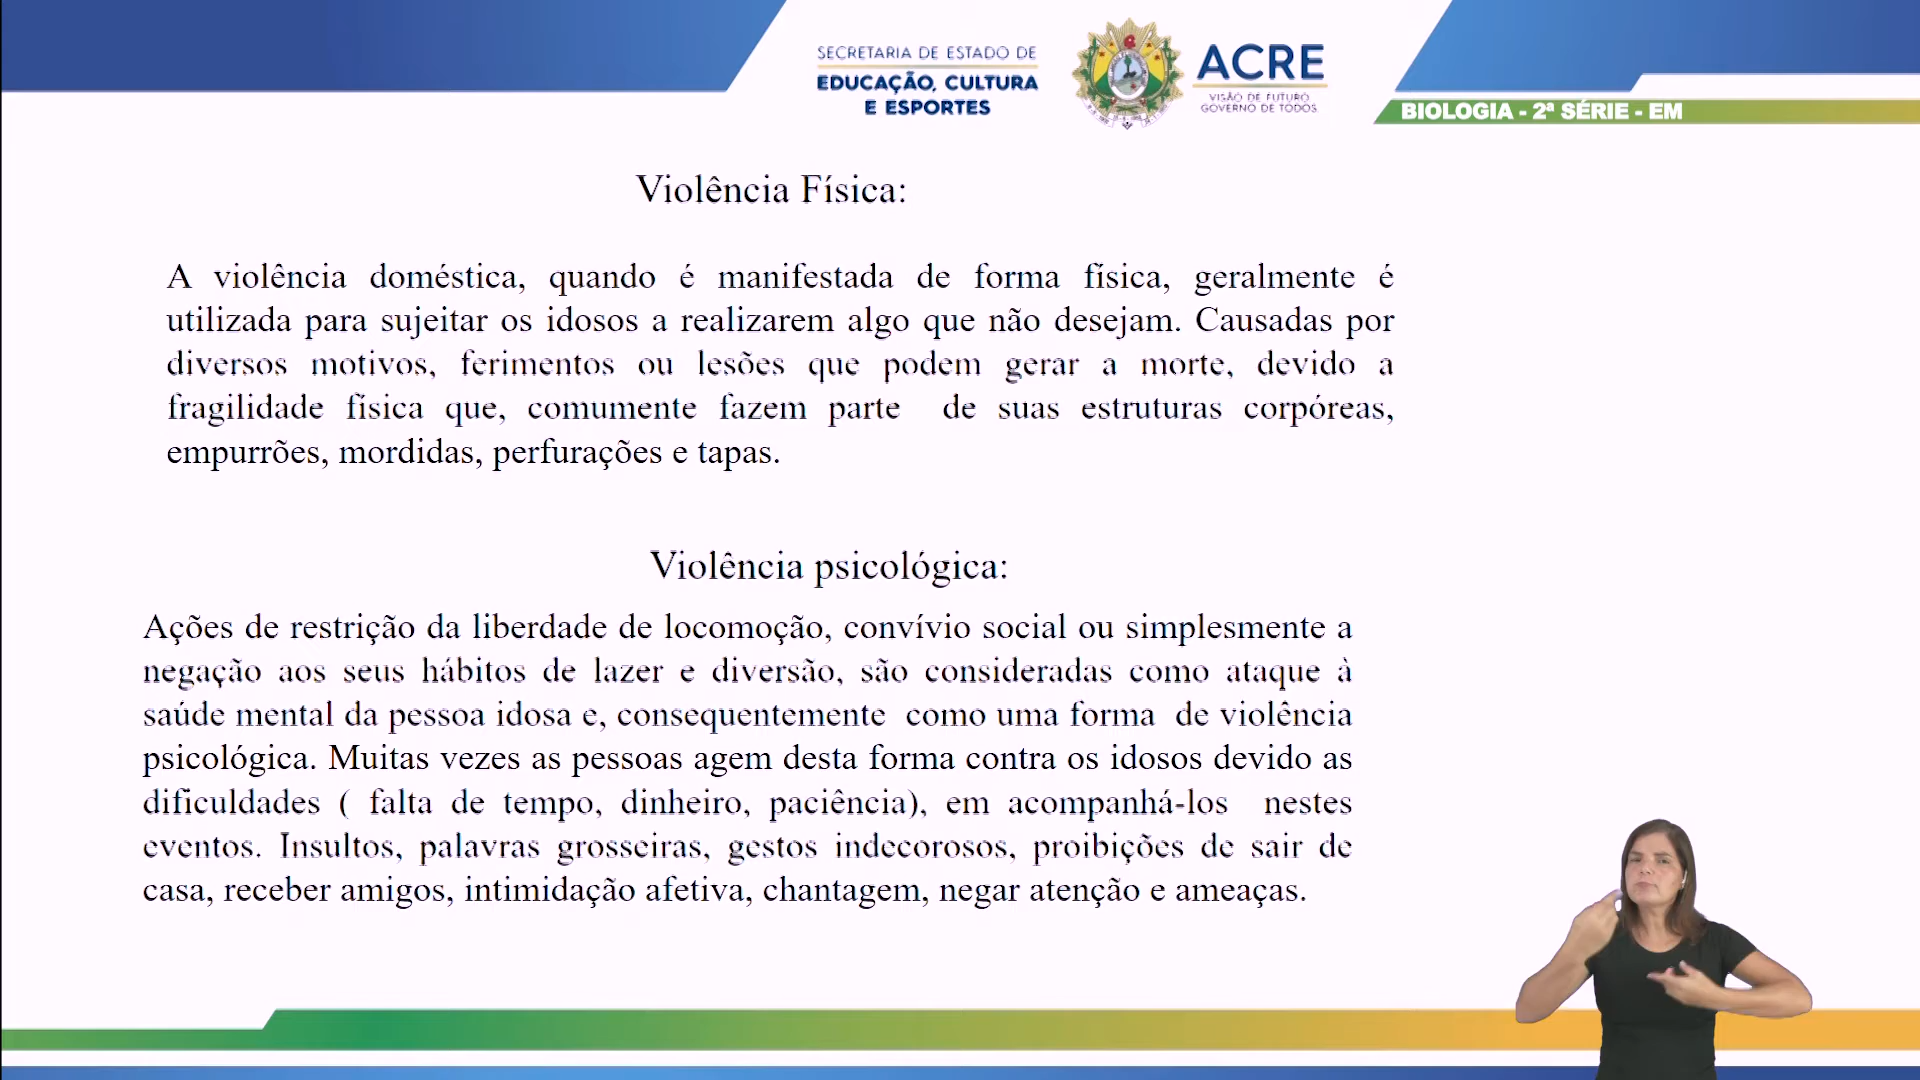 SECRETARIA DE ESTADO DE
EDUCAÇÃO, CULTURA
E ESPORTES
ACRE
VISÃO DE FUTURO
GOVERNO DE TODOS
BIOLOGIA - 2ª SÉRIE - EM
Violência Física:
A violência doméstica, quando é manifestada de forma física, geralmente é
utilizada para sujeitar os idosos a realizarem algo que não desejam. Causadas por
diversos motivos, ferimentos ou lesões que podem gerar a morte, devido a
fragilidade física que, comumente fazem parte de suas estruturas corpóreas,
empurrões, mordidas, perfurações e tapas.
Violência psicológica:
Ações de restrição da liberdade de locomoção, convívio social ou simplesmente a
negação aos seus hábitos de lazer e diversão, são consideradas como ataque à
saúde mental da pessoa idosa e, consequentemente como uma forma de violência
psicológica. Muitas vezes as pessoas agem desta forma contra os idosos devido as
dificuldades ( falta de tempo, dinheiro, paciência), em acompanhá-los nestes
eventos. Insultos, palavras grosseiras, gestos indecorosos, proibições de sair de
casa, receber amigos, intimidação afetiva, chantagem, negar atenção e ameaças.